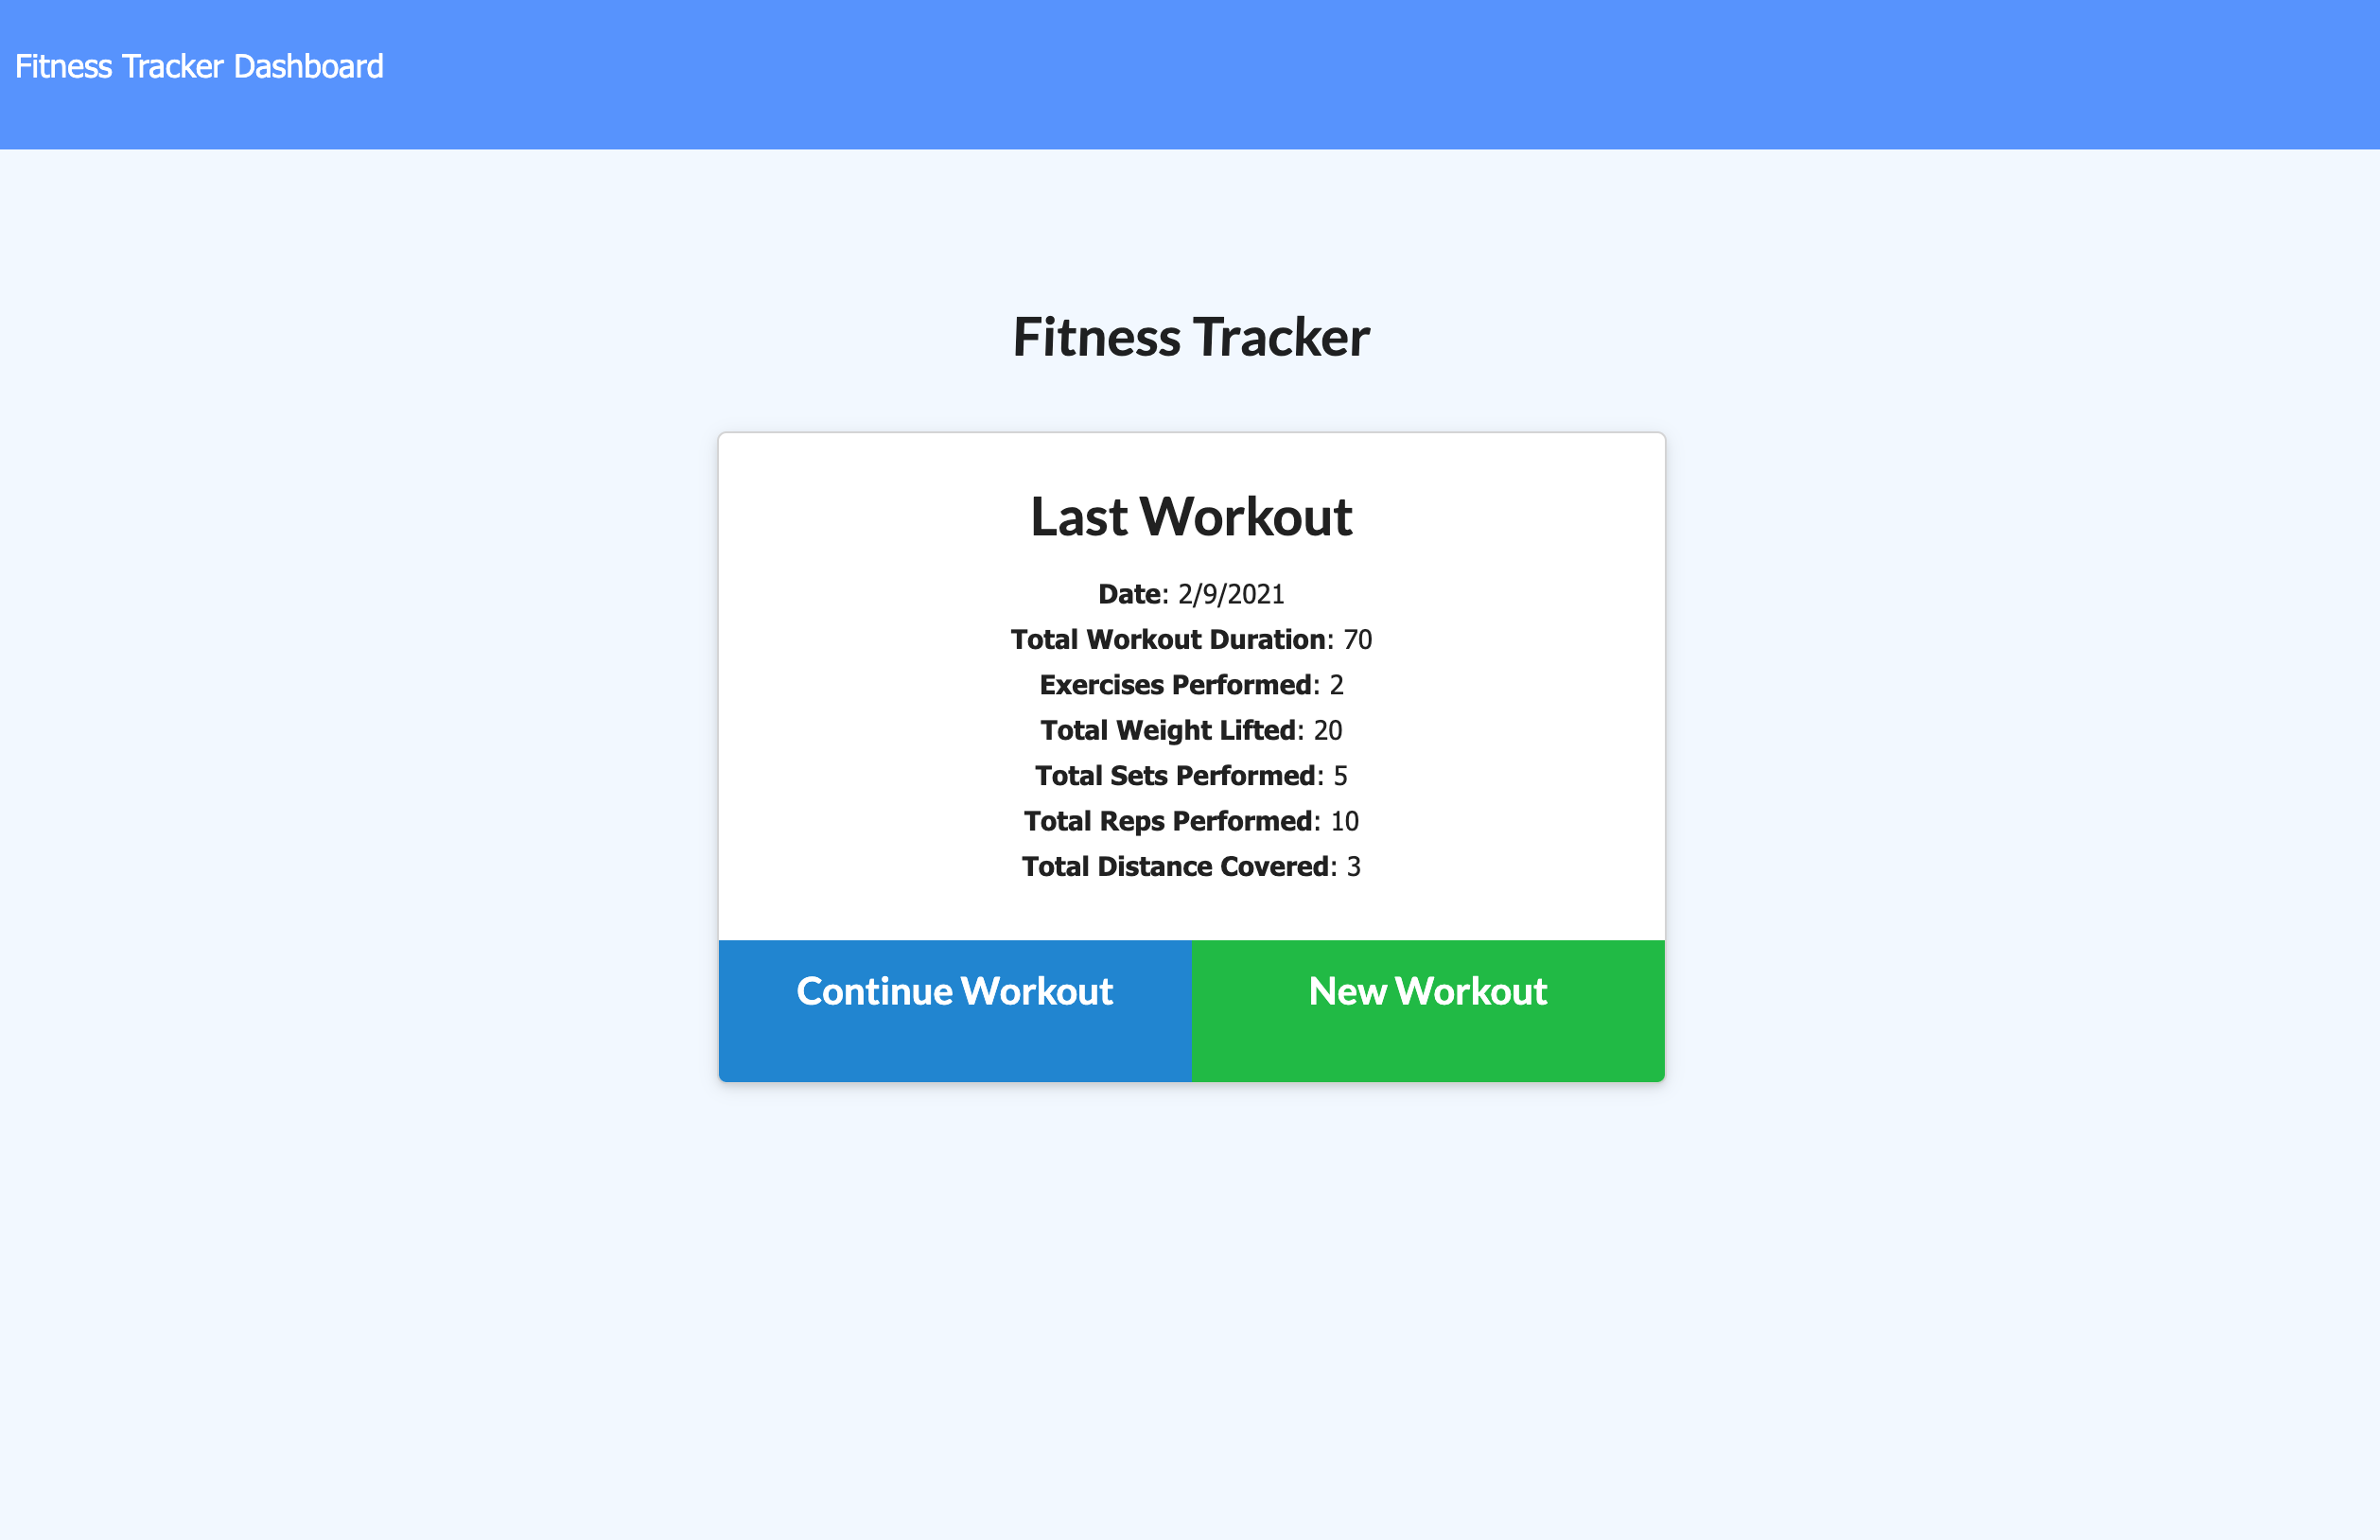 Fitness Tracker Dashboard
Fitness Tracker
Last Workout
Date: 2/9/2021
Total Workout Duration: 70
Exercises Performed: 2
Total Weight Lifted: 20
Total Sets Performed: 5
Total Reps Performed: 10
Total Distance Covered: 3
Continue Workout
New Workout